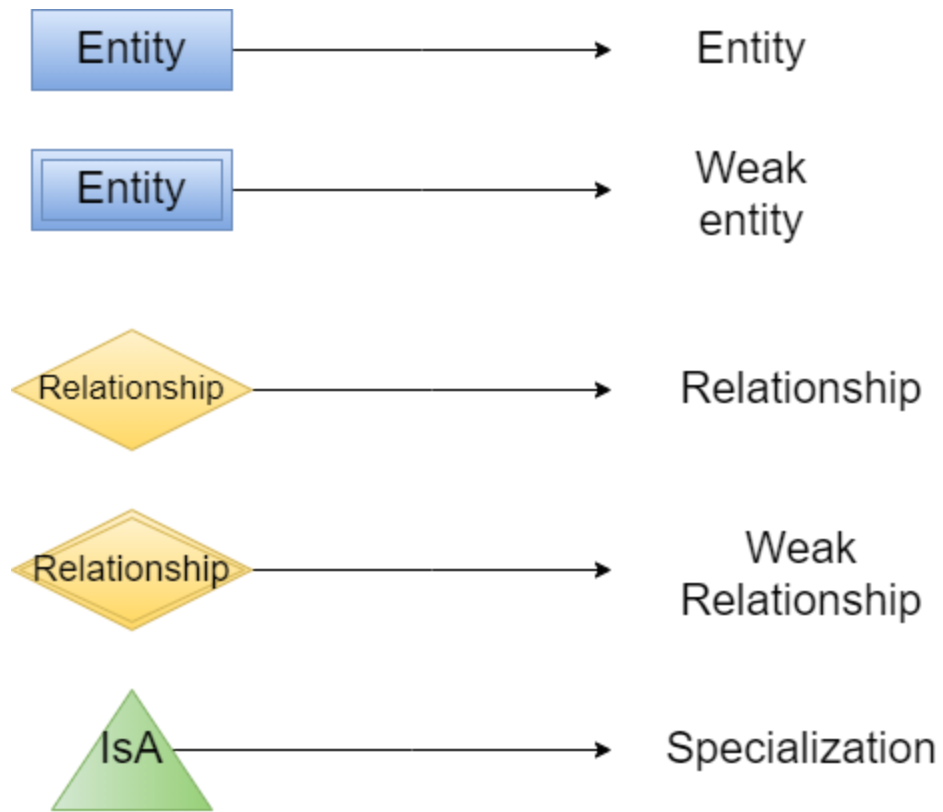 Entity Entity
Entity Weak
entity
Relationship Relationship
Relationship Weak
Relationship
IsA Specialization